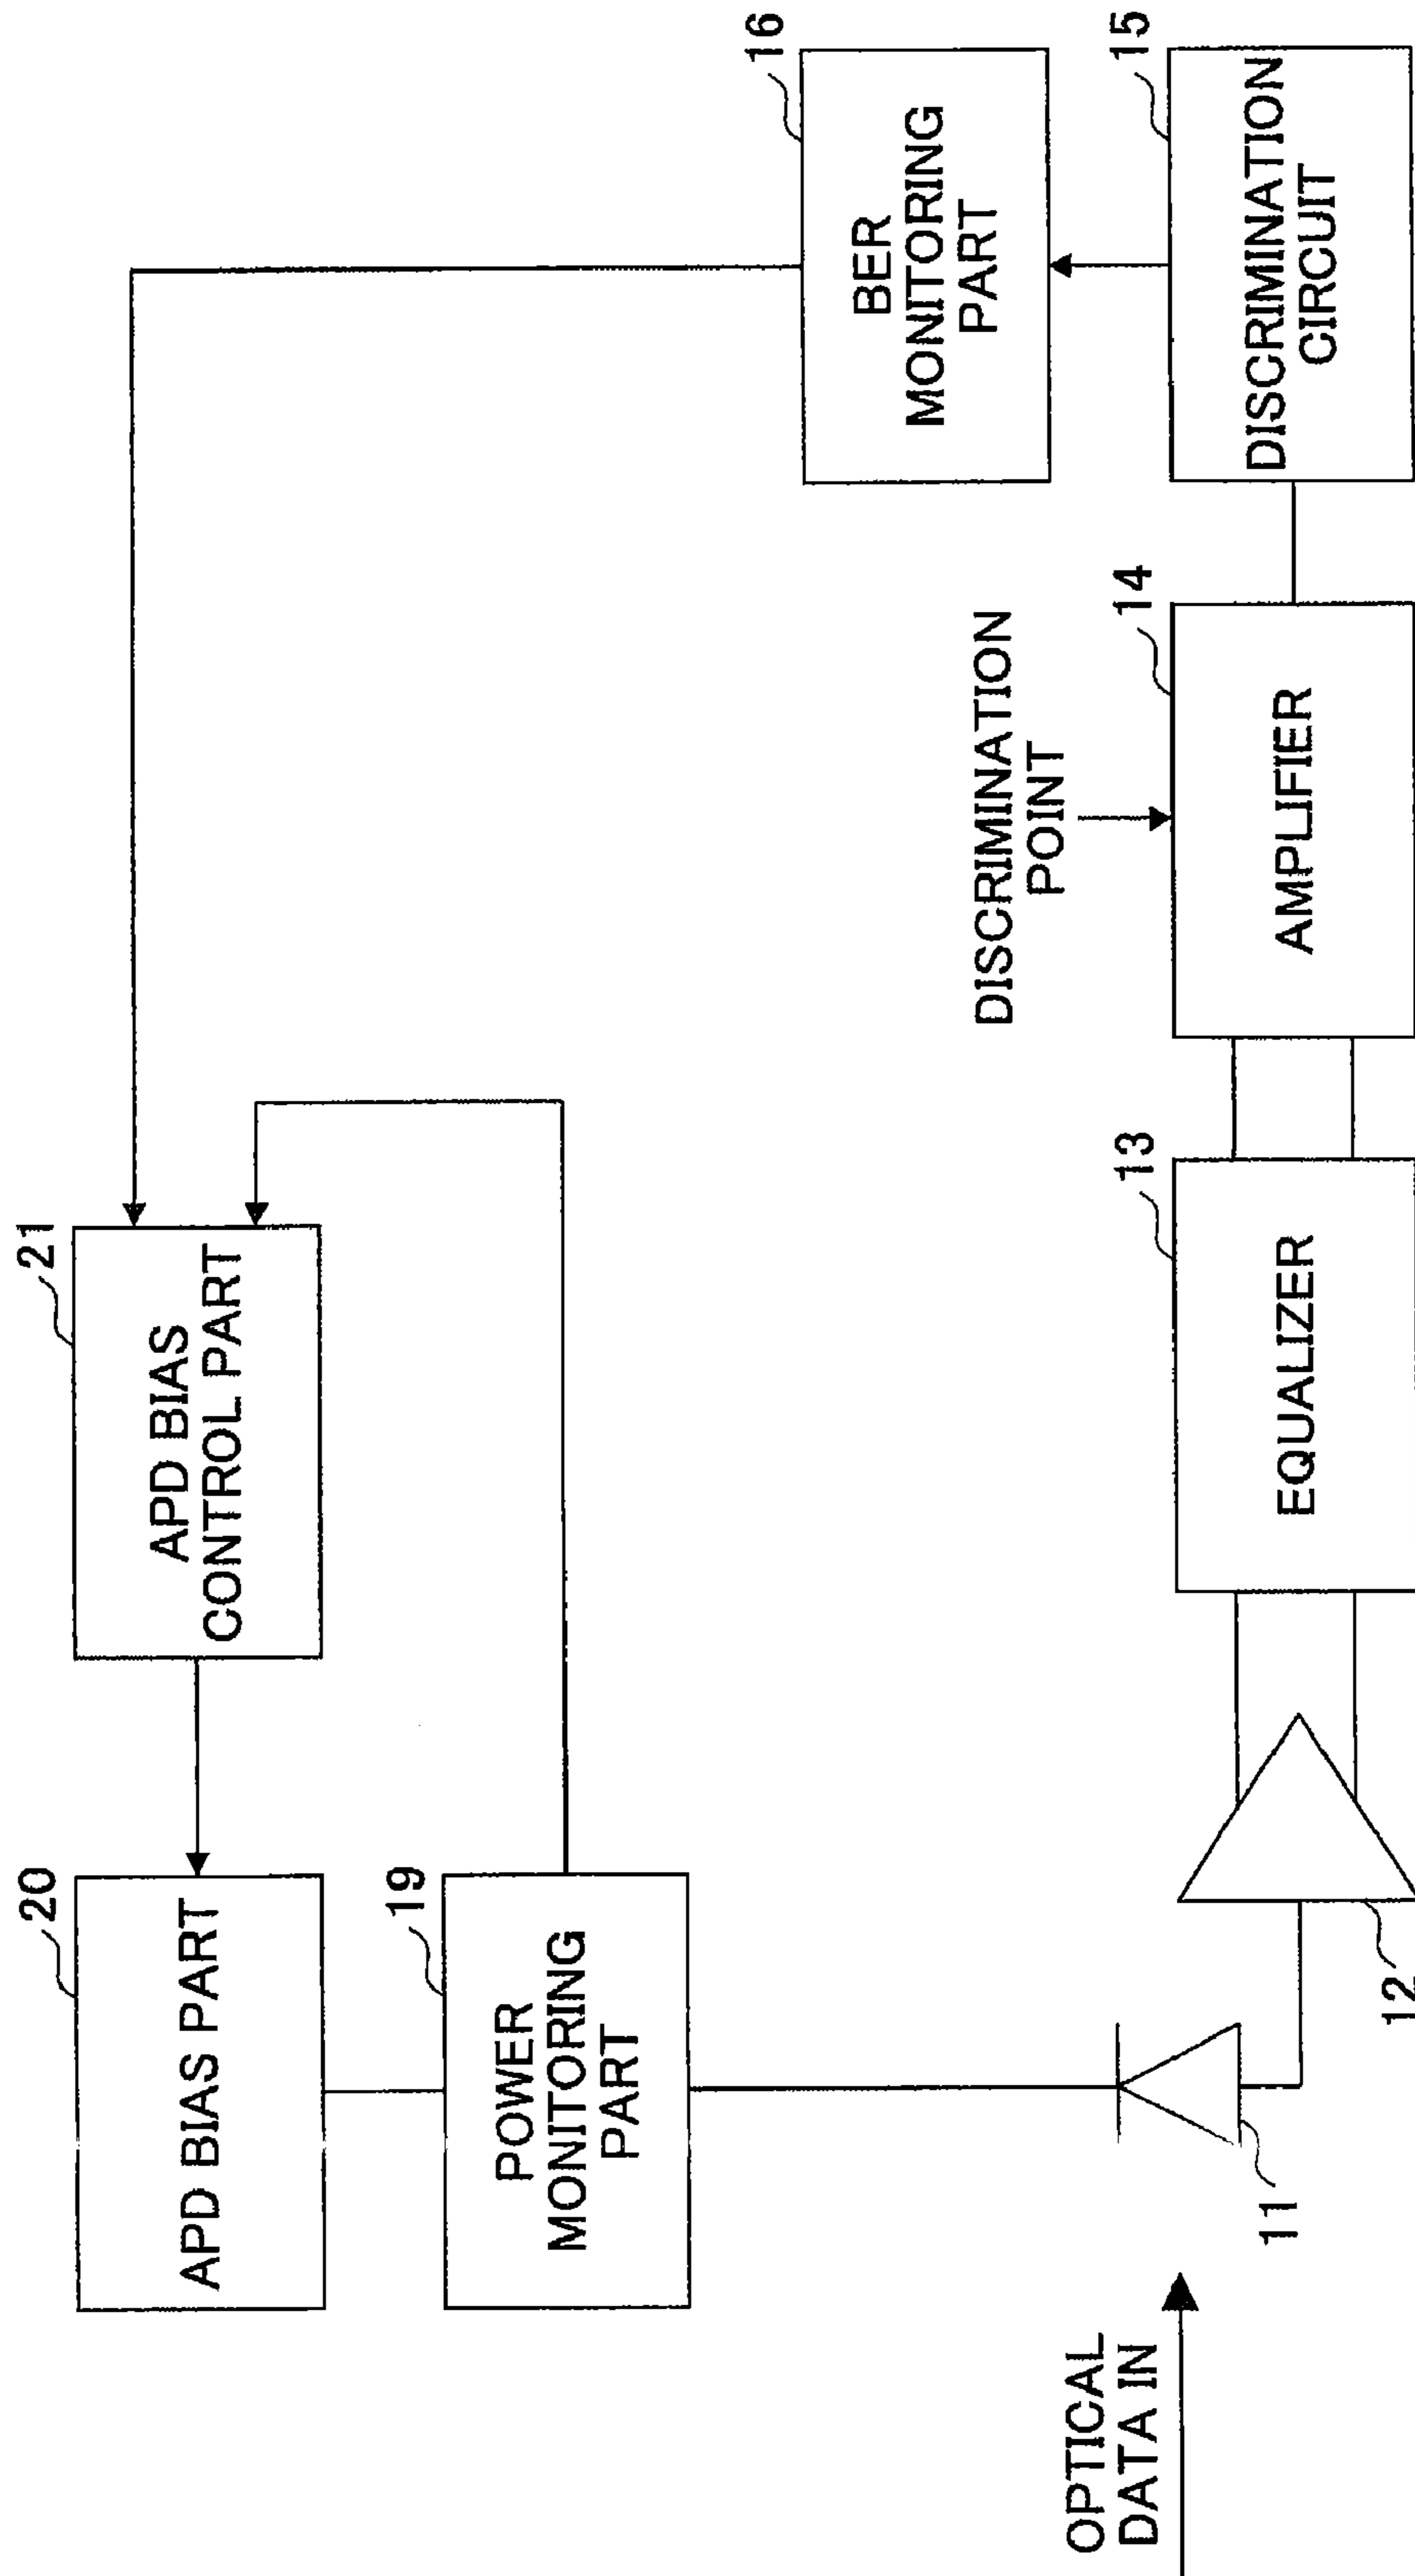 20
APD BIAS PART
21
APD BIAS
CONTROL PART
19
POWER
MONITORING
PART
16
BER
MONITORING
PART
OPTICAL
DATA IN
11
12
13
EQUALIZER
DISCRIMINATION
POINT
14
AMPLIFIER
15
DISCRIMINATION
CIRCUIT